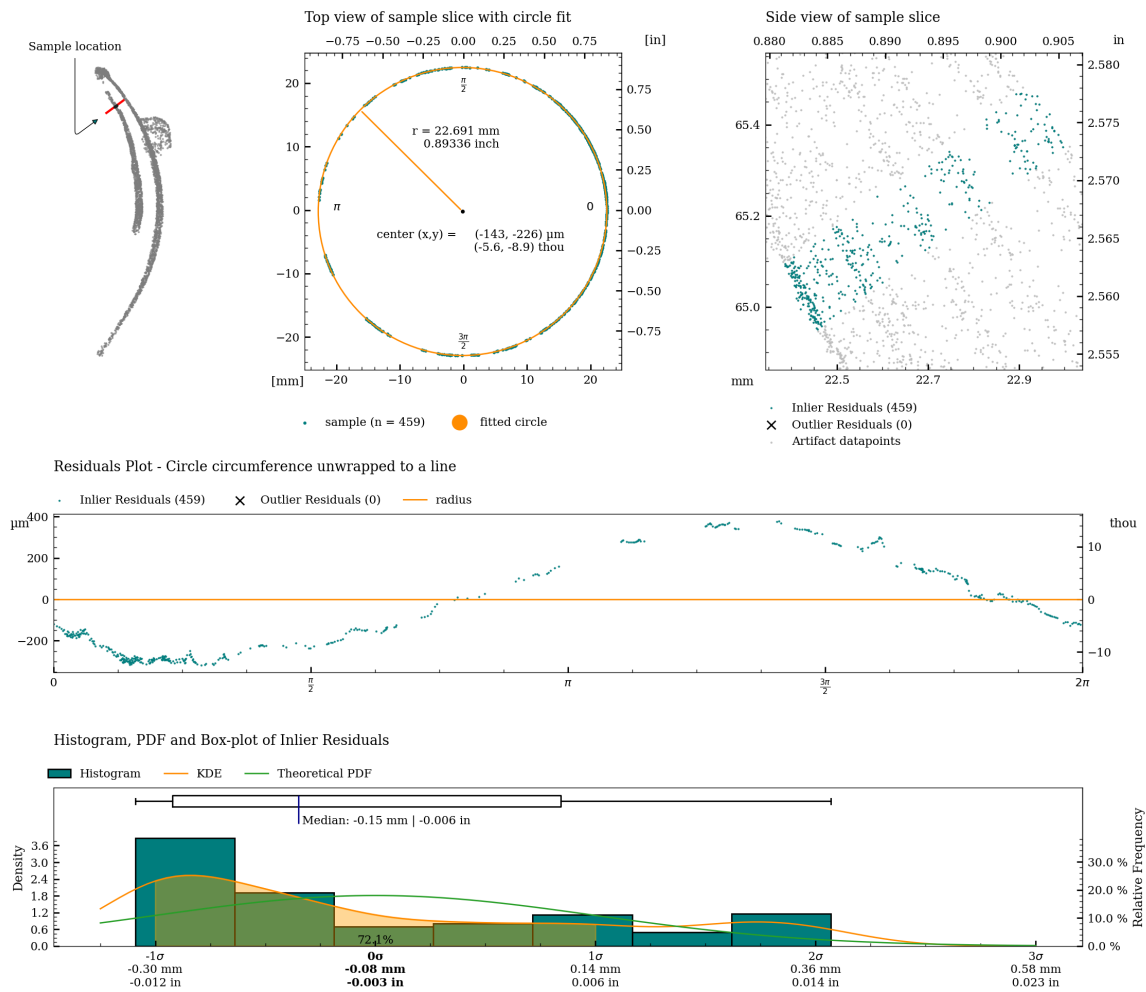 Sample location
Top view of sample slice with circle fit
−0.75 −0.50 −0.25 0.00 0.25 0.50 0.75 [in]
20
10
0
−10
−20
π/2
r = 22.691 mm
0.89336 inch
π
0
center (x,y) = (-143, -226) µm
(-5.6, -8.9) thou
3π/2
0.75
0.50
0.25
0.00
−0.25
−0.50
−0.75
[mm] −20 −10 0 10 20
sample (n = 459) fitted circle
Side view of sample slice
0.880 0.885 0.890 0.895 0.900 0.905 in
65.4
65.2
65.0
2.580
2.575
2.570
2.565
2.560
2.555
mm 22.5 22.7 22.9
Inlier Residuals (459)
Outlier Residuals (0)
Artifact datapoints
Residuals Plot - Circle circumference unwrapped to a line
Inlier Residuals (459) Outlier Residuals (0) radius
µm 400
200
0
−200
thou
10
0
−10
0 π/2 π 3π/2 2π
Histogram, PDF and Box-plot of Inlier Residuals
Histogram KDE Theoretical PDF
Median: -0.15 mm | -0.006 in
Density
3.6
3.0
2.4
1.8
1.2
0.6
0.0
72.1%
Relative Frequency
30.0 %
20.0 %
10.0 %
0.0 %
-1σ 0σ 1σ 2σ 3σ
-0.30 mm -0.08 mm 0.14 mm 0.36 mm 0.58 mm
-0.012 in -0.003 in 0.006 in 0.014 in 0.023 in